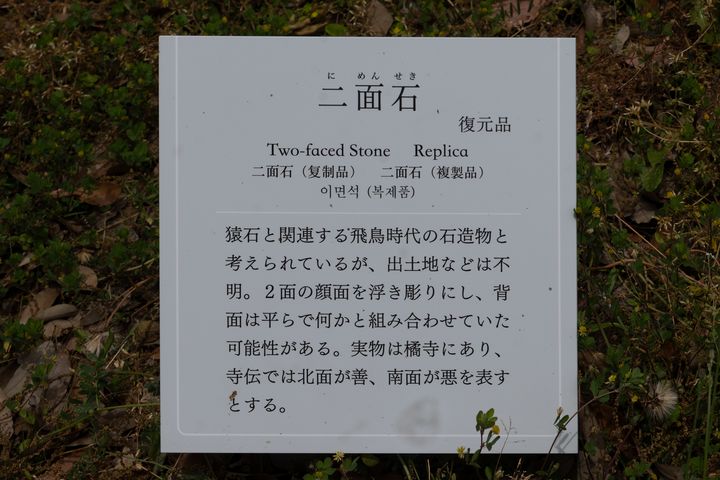 に めんせき
二面石
復元品
Two-faced Stone Replica
二面石（复制品） 二面石（複製品）
이면석 (복제품)
猿石と関連する飛鳥時代の石造物と
考えられているが、出土地などは不
明。２面の顔面を浮き彫りにし、背
面は平らで何かと組み合わせていた
可能性がある。実物は橘寺にあり、
寺伝では北面が善、南面が悪を表す
とする。